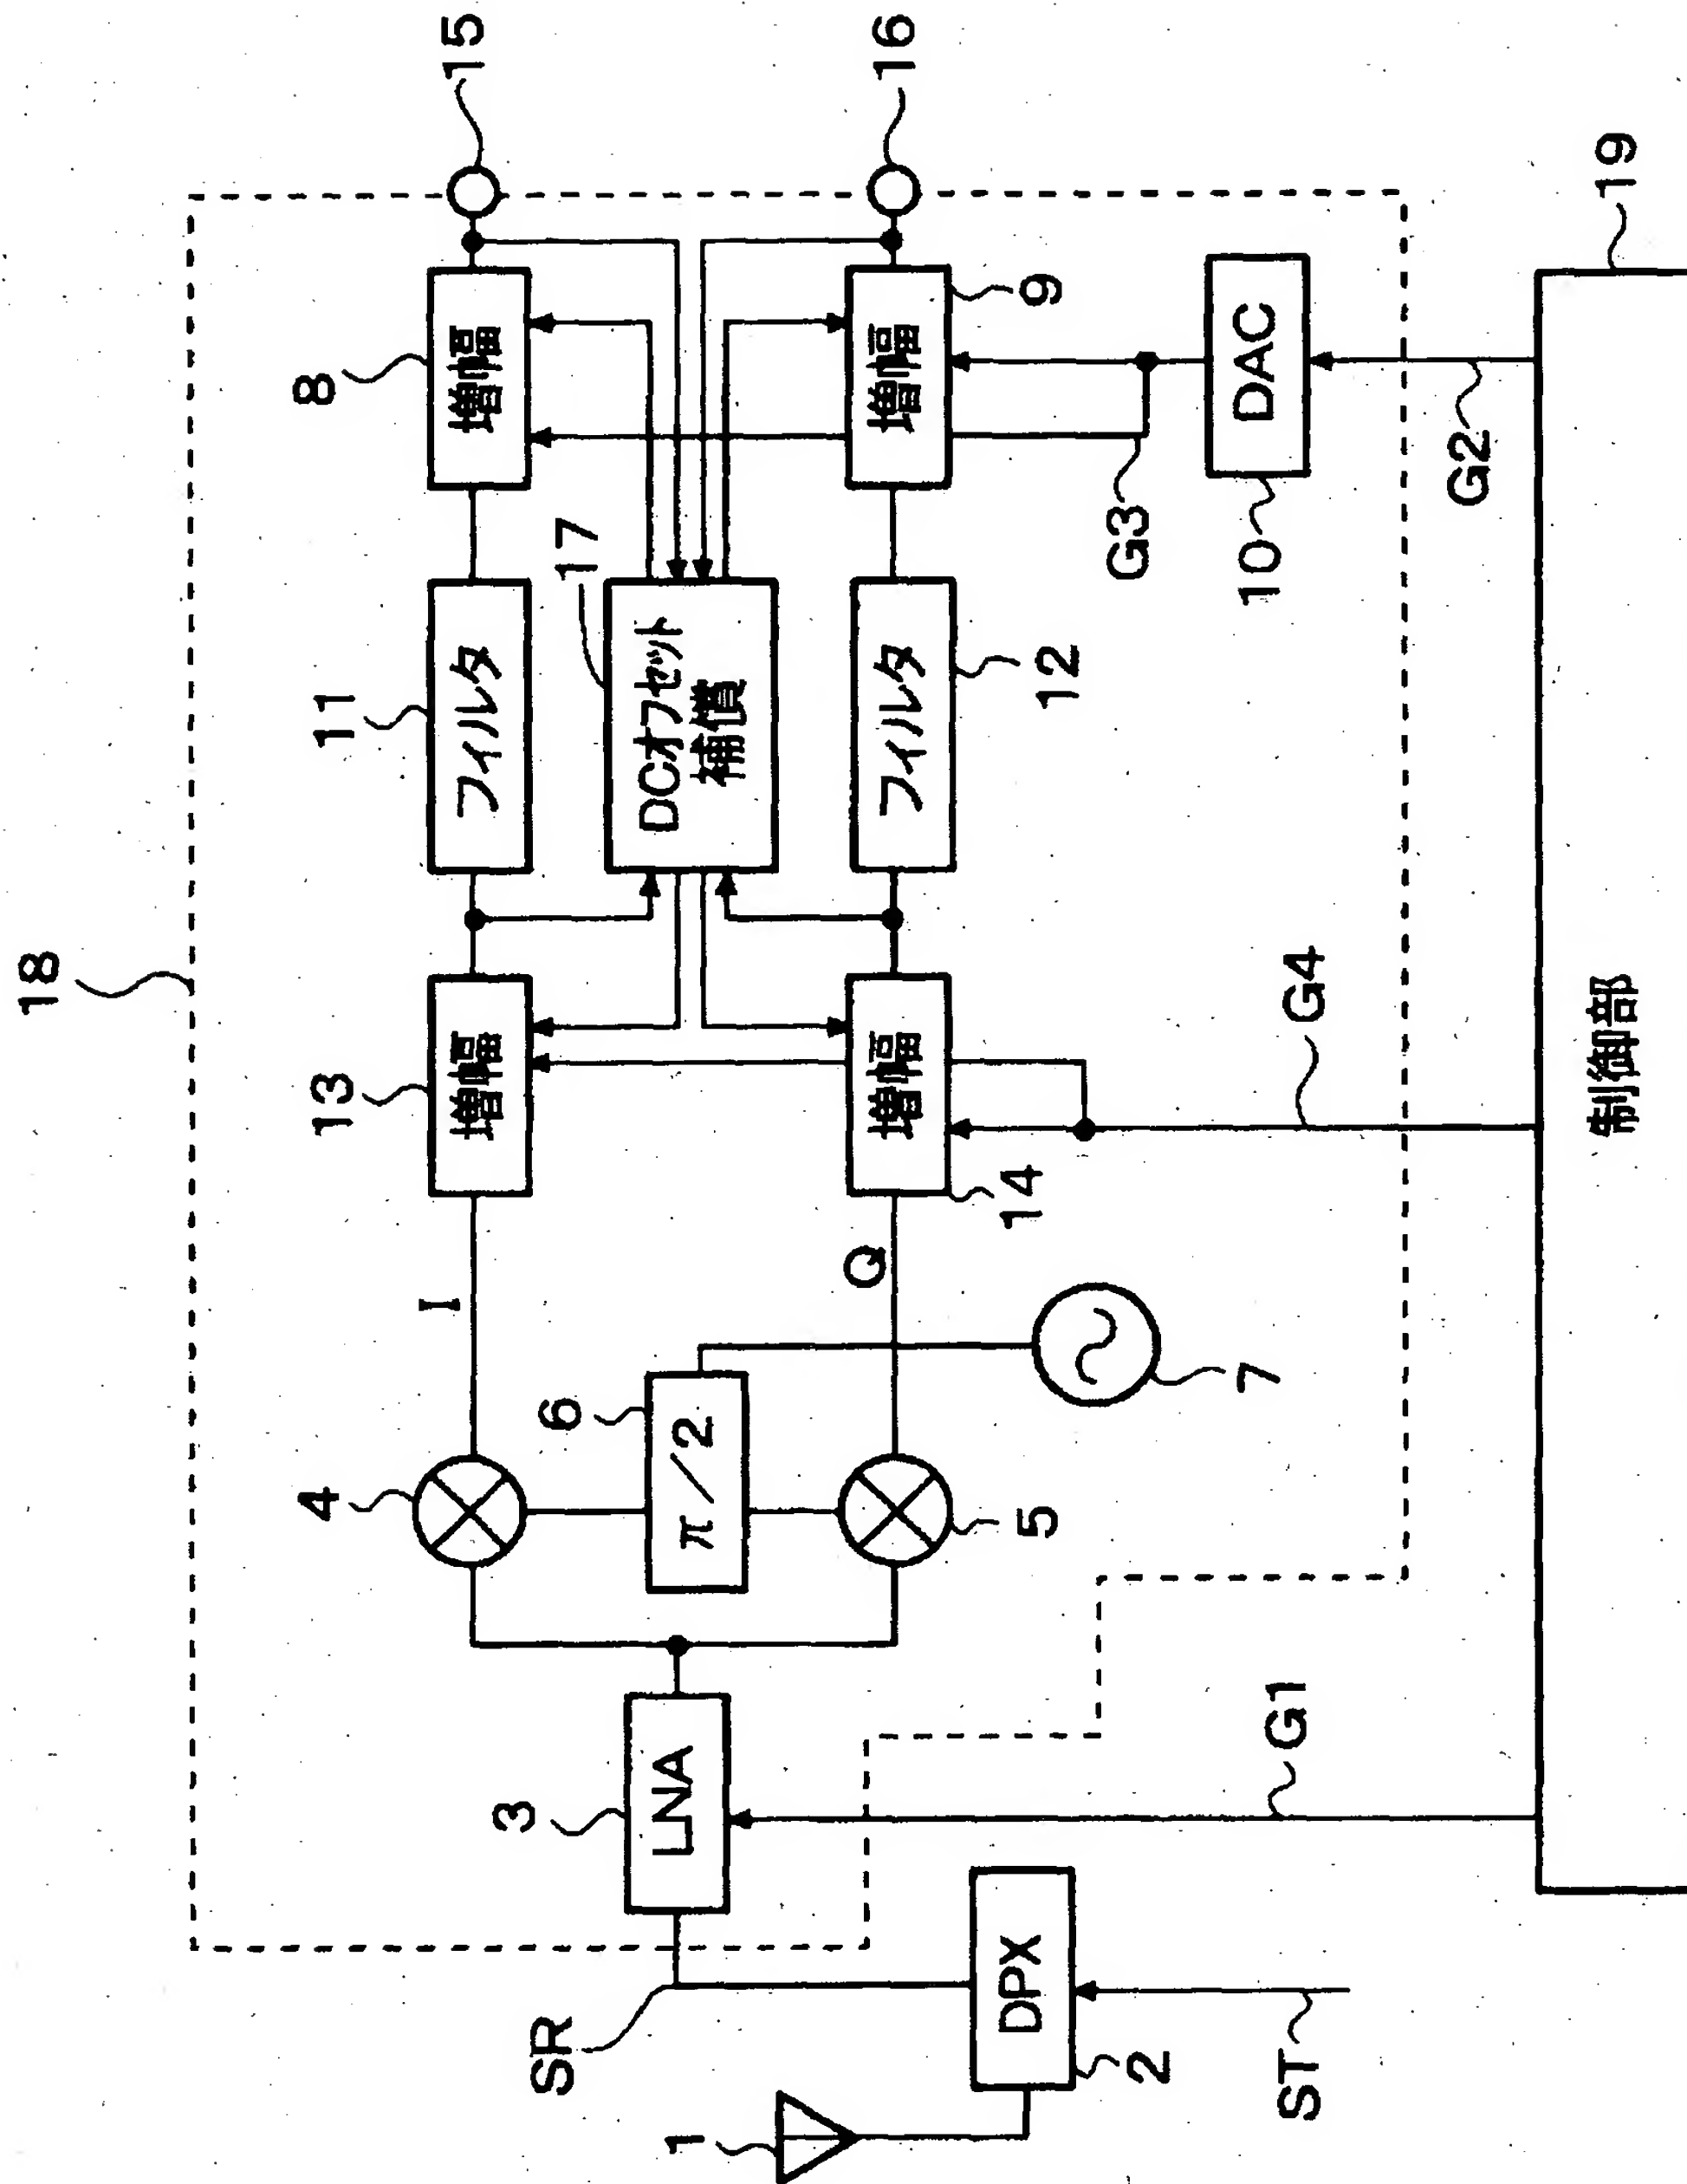 18
13
増幅
11
フィルタ
8
増幅
15
4
I
6
π/2
17
DCオフセット
補償
3
LNA
5
Q
14
増幅
12
フィルタ
9
増幅
16
SR
7
G3
10
DAC
1
DPX
2
ST
G1
G4
G2
19
制御部